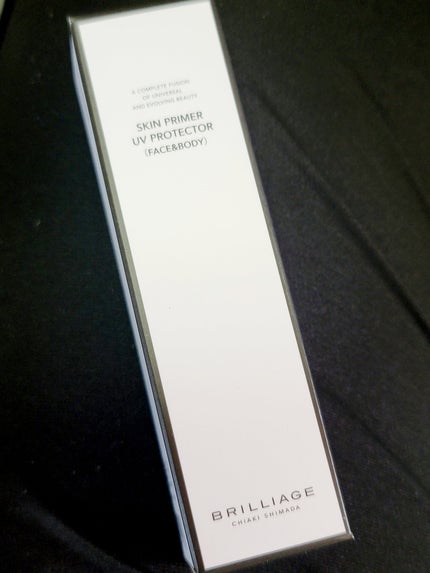 A COMPLETE FUSION
OF UNIVERSAL
AND EVOLVING BEAUTY
SKIN PRIMER
UV PROTECTOR
(FACE&BODY)
BRILLIAGE
CHIAKI SHIMADA